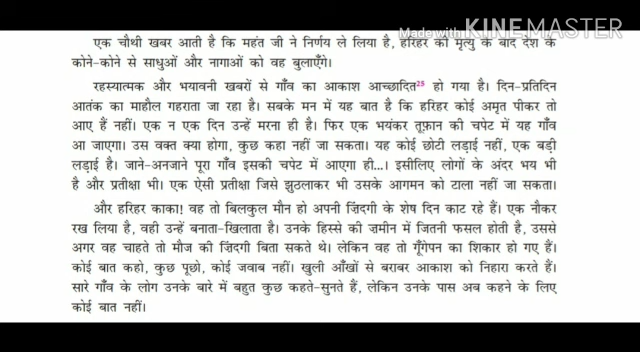 Made with KINEMASTER
एक चौथी खबर आती है कि महंत जी ने निर्णय ले लिया है, हरिहर की मृत्यु के बाद देश के
कोने-कोने से साधुओं और नागाओं को वह बुलाएँगे।
रहस्यात्मक और भयावनी खबरों से गाँव का आकाश आच्छादित²⁵ हो गया है। दिन-प्रतिदिन
आतंक का माहौल गहराता जा रहा है। सबके मन में यह बात है कि हरिहर कोई अमृत पीकर तो
आए हैं नहीं। एक न एक दिन उन्हें मरना ही है। फिर एक भयंकर तूफ़ान की चपेट में यह गाँव
आ जाएगा। उस वक्त क्या होगा, कुछ कहा नहीं जा सकता। यह कोई छोटी लड़ाई नहीं, एक बड़ी
लड़ाई है। जाने-अनजाने पूरा गाँव इसकी चपेट में आएगा ही...। इसीलिए लोगों के अंदर भय भी
है और प्रतीक्षा भी। एक ऐसी प्रतीक्षा जिसे झुठलाकर भी उसके आगमन को टाला नहीं जा सकता।
और हरिहर काका! वह तो बिलकुल मौन हो अपनी ज़िंदगी के शेष दिन काट रहे हैं। एक नौकर
रख लिया है, वही उन्हें बनाता-खिलाता है। उनके हिस्से की ज़मीन में जितनी फसल होती है, उससे
अगर वह चाहते तो मौज की ज़िंदगी बिता सकते थे। लेकिन वह तो गूँगेपन का शिकार हो गए हैं।
कोई बात कहो, कुछ पूछो, कोई जवाब नहीं। खुली आँखों से बराबर आकाश को निहारा करते हैं।
सारे गाँव के लोग उनके बारे में बहुत कुछ कहते-सुनते हैं, लेकिन उनके पास अब कहने के लिए
कोई बात नहीं।